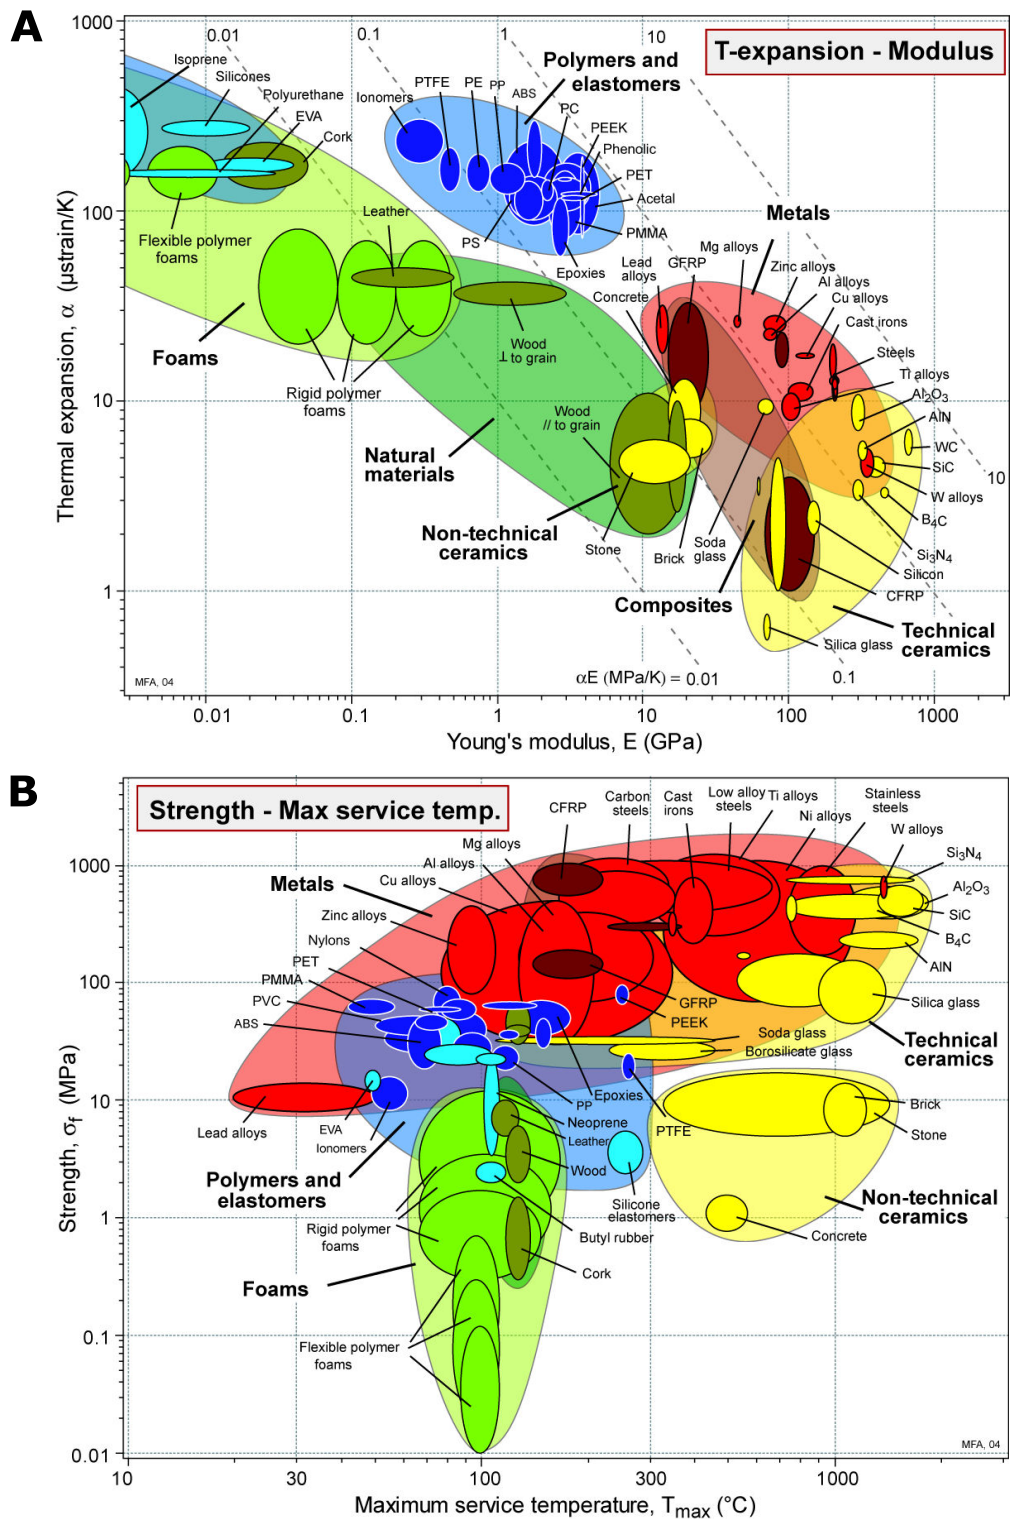 A
T-expansion - Modulus
1000
100
10
1
Thermal expansion, α (µstrain/K)
0.01
0.1
1
10
Isoprene
Silicones
Polyurethane
EVA
Cork
Ionomers
PTFE
PE
PP
ABS
Polymers and
elastomers
PC
PEEK
Phenolic
PET
Acetal
PMMA
PS
Epoxies
Flexible polymer
foams
Leather
Foams
Rigid polymer
foams
Wood
⊥ to grain
Wood
// to grain
Natural
materials
Non-technical
ceramics
Metals
Lead
alloys
GFRP
Mg alloys
Zinc alloys
Al alloys
Cu alloys
Cast irons
Concrete
Steels
Ti alloys
Al2O3
AlN
WC
SiC
W alloys
B4C
Si3N4
Silicon
CFRP
10
Stone
Brick
Soda
glass
Composites
Technical
ceramics
Silica glass
αE (MPa/K) = 0.01
0.1
MFA, 04
0.01
0.1
1
10
100
1000
Young's modulus, E (GPa)
B
Strength - Max service temp.
1000
100
10
1
0.1
0.01
Strength, σf (MPa)
CFRP
Carbon
steels
Cast
irons
Low alloy
steels
Ti alloys
Ni alloys
Stainless
steels
W alloys
Si3N4
Al2O3
SiC
B4C
AlN
Mg alloys
Al alloys
Cu alloys
Metals
Zinc alloys
Nylons
PET
PMMA
PVC
ABS
GFRP
PEEK
Silica glass
Soda glass
Borosilicate glass
Technical
ceramics
Lead alloys
EVA
Ionomers
Polymers and
elastomers
PP
Epoxies
Neoprene
Leather
Wood
PTFE
Brick
Stone
Non-technical
ceramics
Concrete
Silicone
elastomers
Butyl rubber
Cork
Rigid polymer
foams
Foams
Flexible polymer
foams
MFA, 04
10
30
100
300
1000
Maximum service temperature, Tmax (°C)